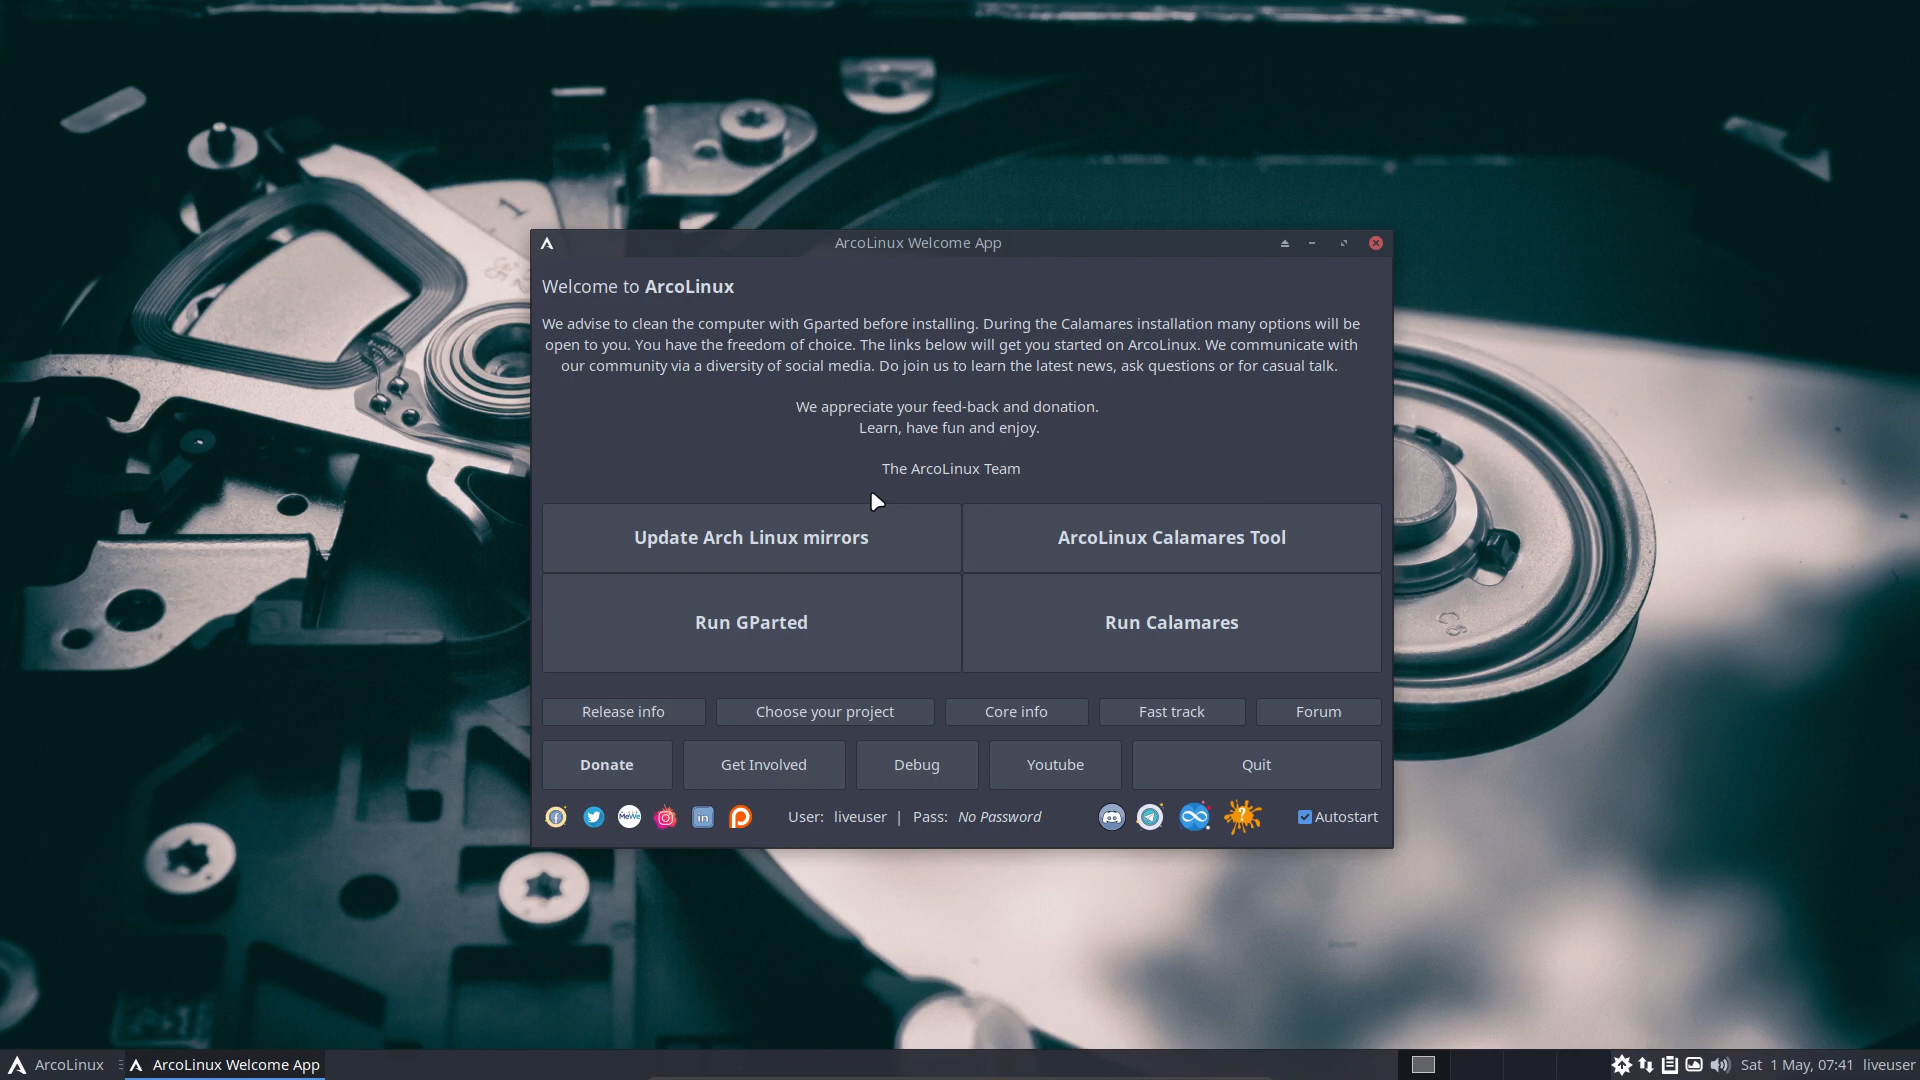 ArcoLinux Welcome App
Welcome to ArcoLinux
We advise to clean the computer with Gparted before installing. During the Calamares installation many options will be
open to you. You have the freedom of choice. The links below will get you started on ArcoLinux. We communicate with
our community via a diversity of social media. Do join us to learn the latest news, ask questions or for casual talk.
We appreciate your feed-back and donation.
Learn, have fun and enjoy.
The ArcoLinux Team
Update Arch Linux mirrors
ArcoLinux Calamares Tool
Run GParted
Run Calamares
Release info
Choose your project
Core info
Fast track
Forum
Donate
Get Involved
Debug
Youtube
Quit
MeWe
in
User: liveuser | Pass: No Password
?
Autostart
1
C8
ArcoLinux
ArcoLinux Welcome App
Sat 1 May, 07:41 liveuser